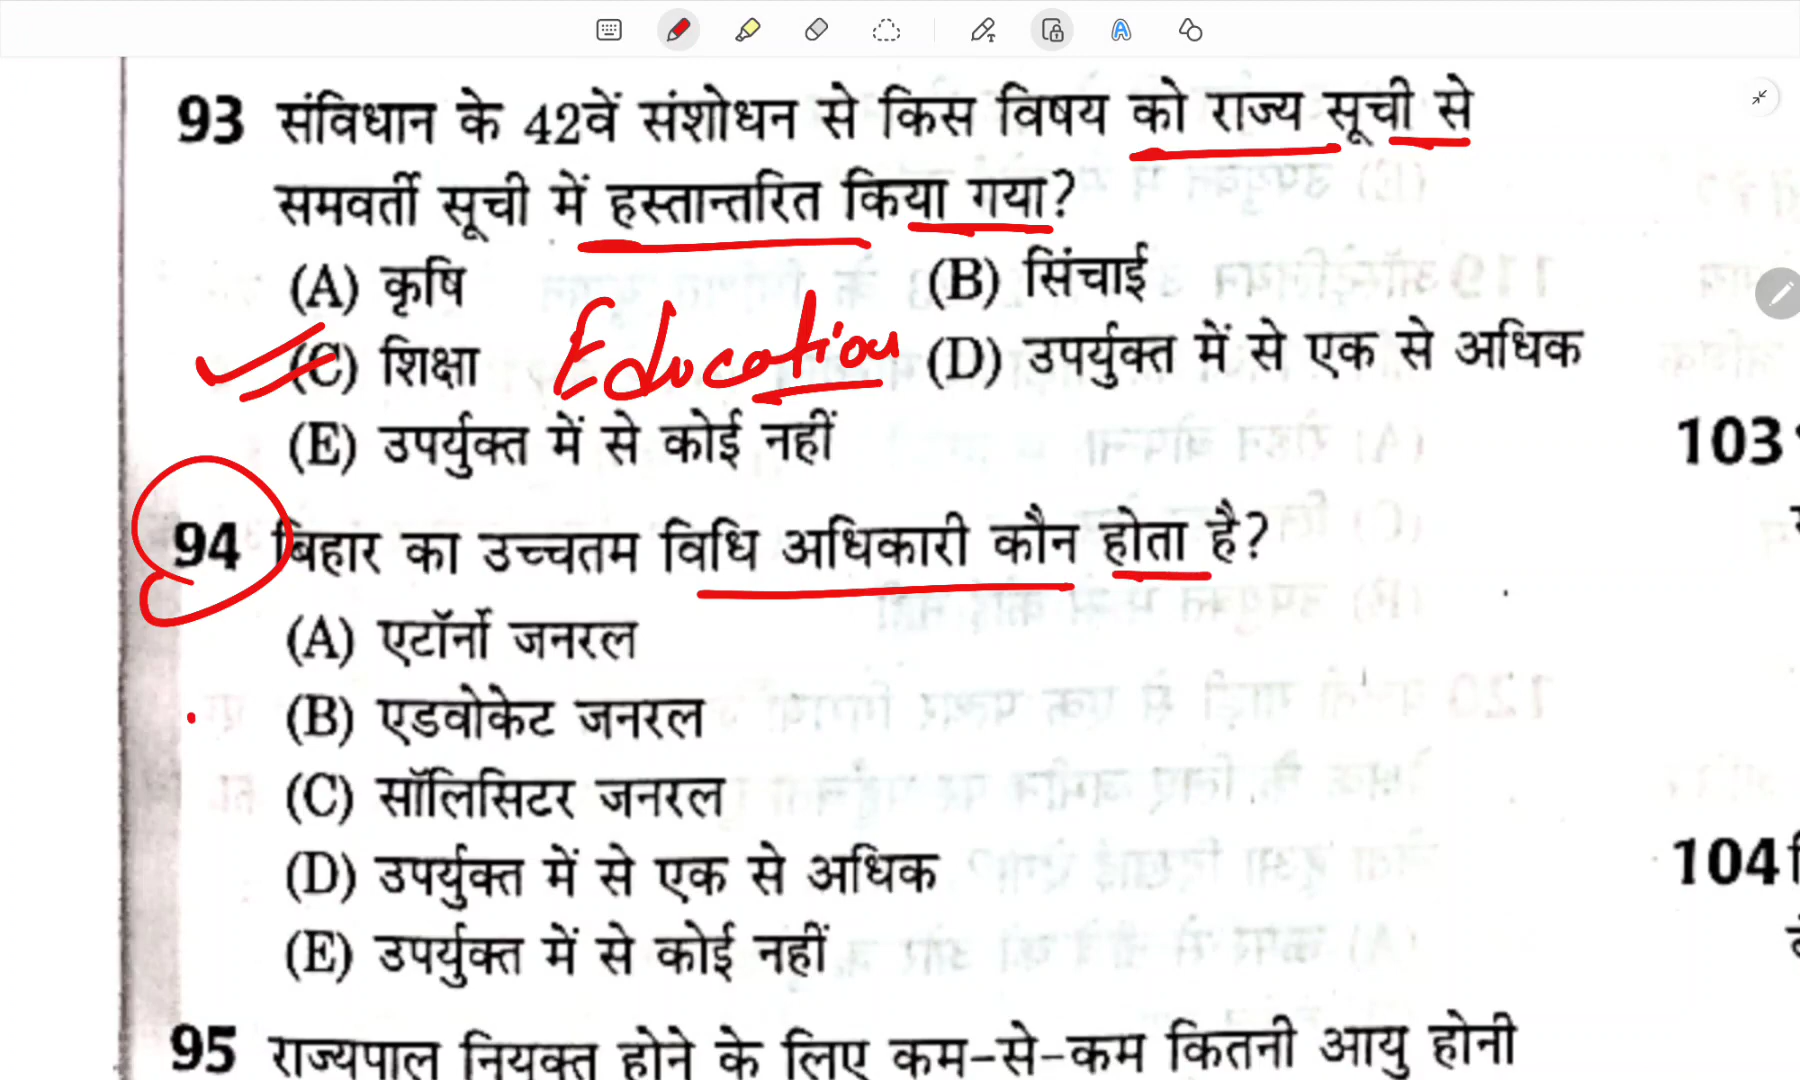 93 संविधान के 42वें संशोधन से किस विषय को राज्य सूची से
समवर्ती सूची में हस्तान्तरित किया गया?
(A) कृषि (B) सिंचाई
(C) शिक्षा Education (D) उपर्युक्त में से एक से अधिक
(E) उपर्युक्त में से कोई नहीं
103
94 बिहार का उच्चतम विधि अधिकारी कौन होता है?
(A) एटॉर्नी जनरल
(B) एडवोकेट जनरल
(C) सॉलिसिटर जनरल
(D) उपर्युक्त में से एक से अधिक
104
(E) उपर्युक्त में से कोई नहीं
95 राज्यपाल नियुक्त होने के लिए कम-से-कम कितनी आयु होनी